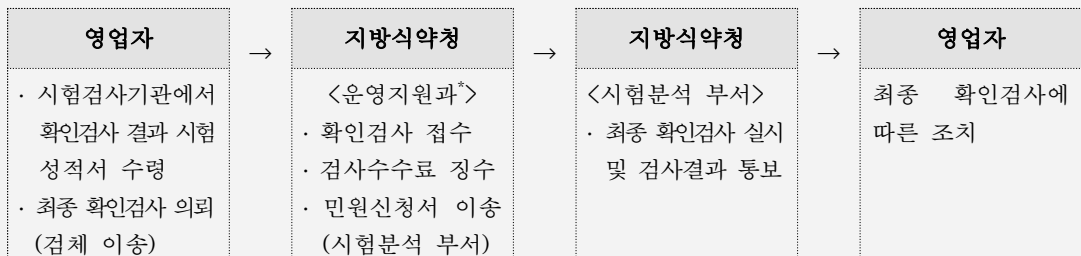 영업자
· 시험검사기관에서
확인검사 결과 시험
성적서 수령
· 최종 확인검사 의뢰
(검체 이송)
→
지방식약청
<운영지원과*>
· 확인검사 접수
· 검사수수료 징수
· 민원신청서 이송
(시험분석 부서)
→
지방식약청
<시험분석 부서>
· 최종 확인검사 실시
및 검사결과 통보
→
영업자
최종 확인검사에
따른 조치